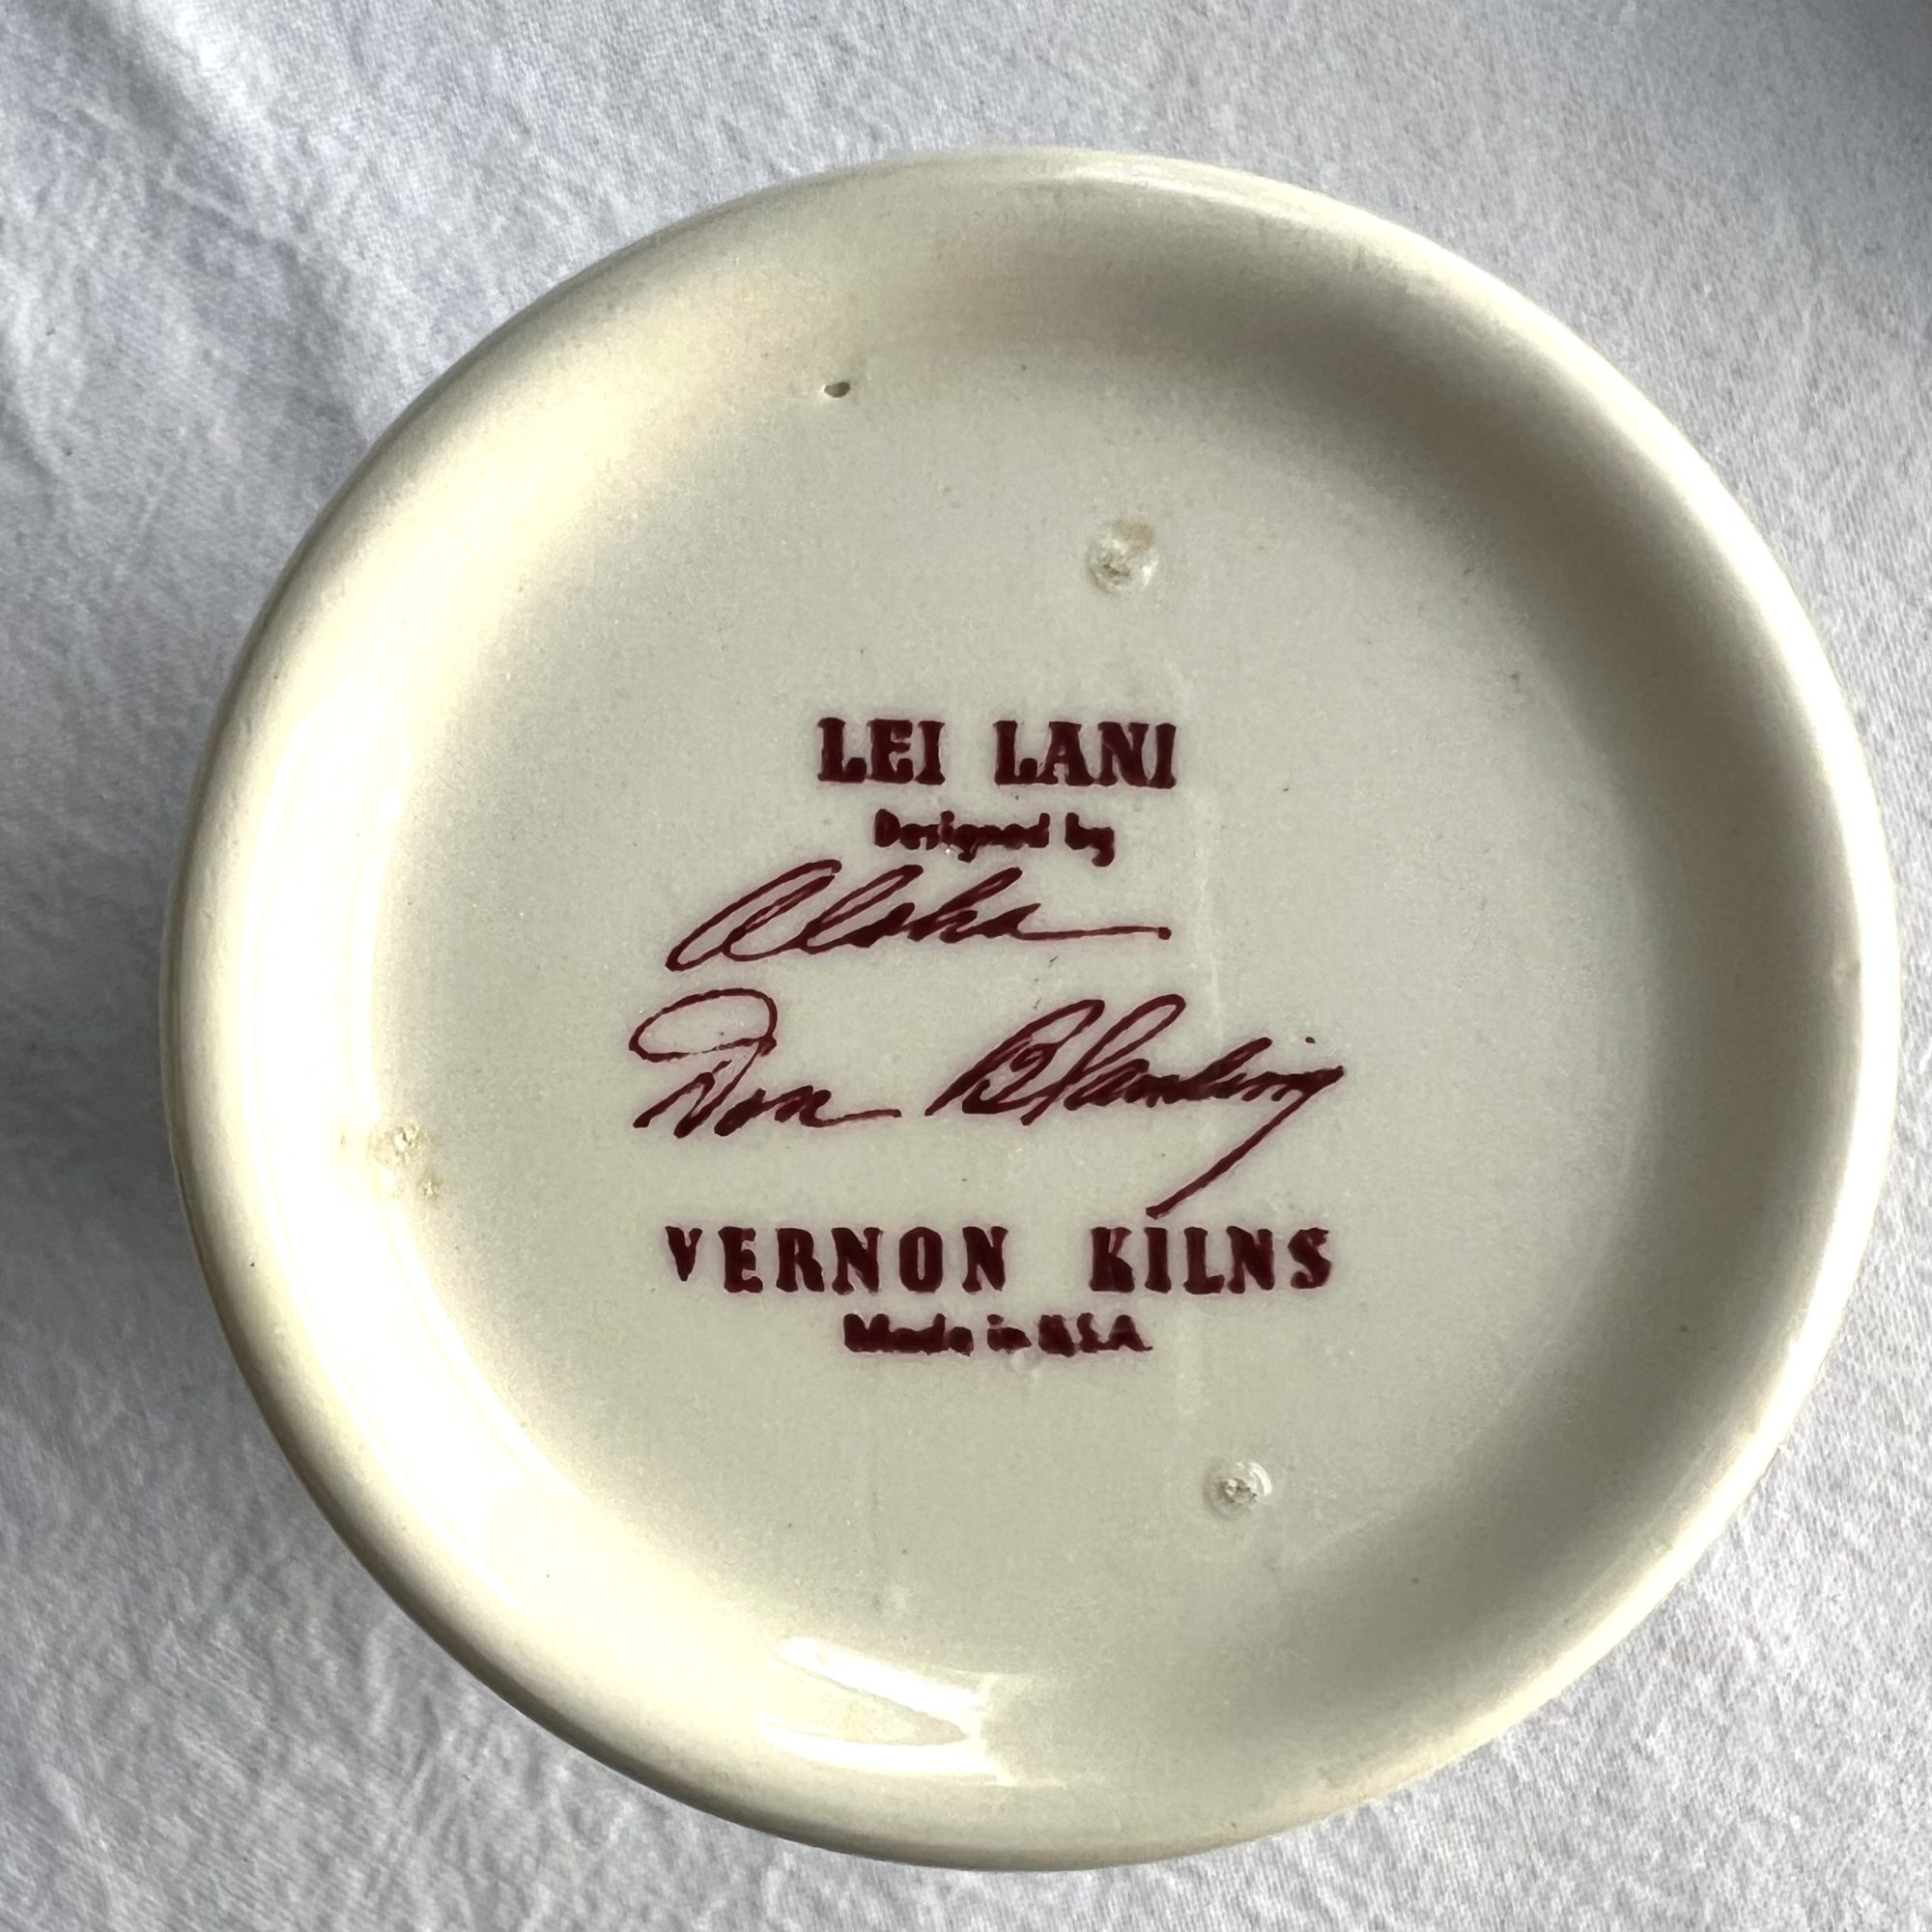 LEI LANI
Designed by
Aloha
Don Blanding
VERNON KILNS
Made in U.S.A.